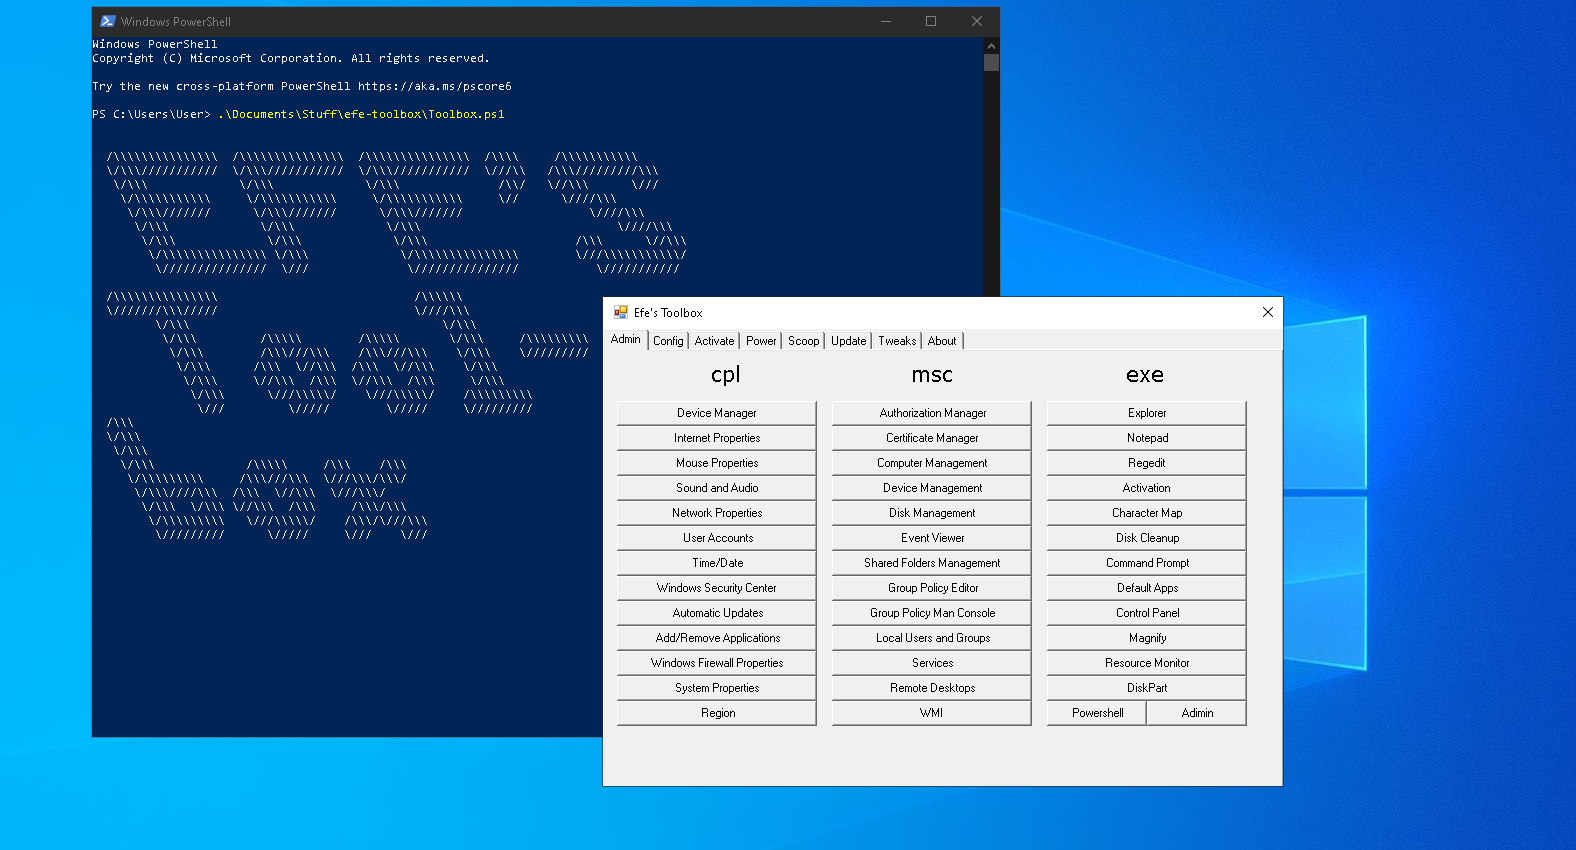 Windows PowerShell
Windows PowerShell
Copyright (C) Microsoft Corporation. All rights reserved.
Try the new cross-platform PowerShell https://aka.ms/pscore6
PS C:\Users\User> .\Documents\Stuff\efe-toolbox\Toolbox.ps1
EFE'S
Tool-
box
Efe's Toolbox
Admin Config Activate Power Scoop Update Tweaks About
cpl msc exe
Device Manager Authorization Manager Explorer
Internet Properties Certificate Manager Notepad
Mouse Properties Computer Management Regedit
Sound and Audio Device Management Activation
Network Properties Disk Management Character Map
User Accounts Event Viewer Disk Cleanup
Time/Date Shared Folders Management Command Prompt
Windows Security Center Group Policy Editor Default Apps
Automatic Updates Group Policy Man Console Control Panel
Add/Remove Applications Local Users and Groups Magnify
Windows Firewall Properties Services Resource Monitor
System Properties Remote Desktops DiskPart
Region WMI Powershell Admin